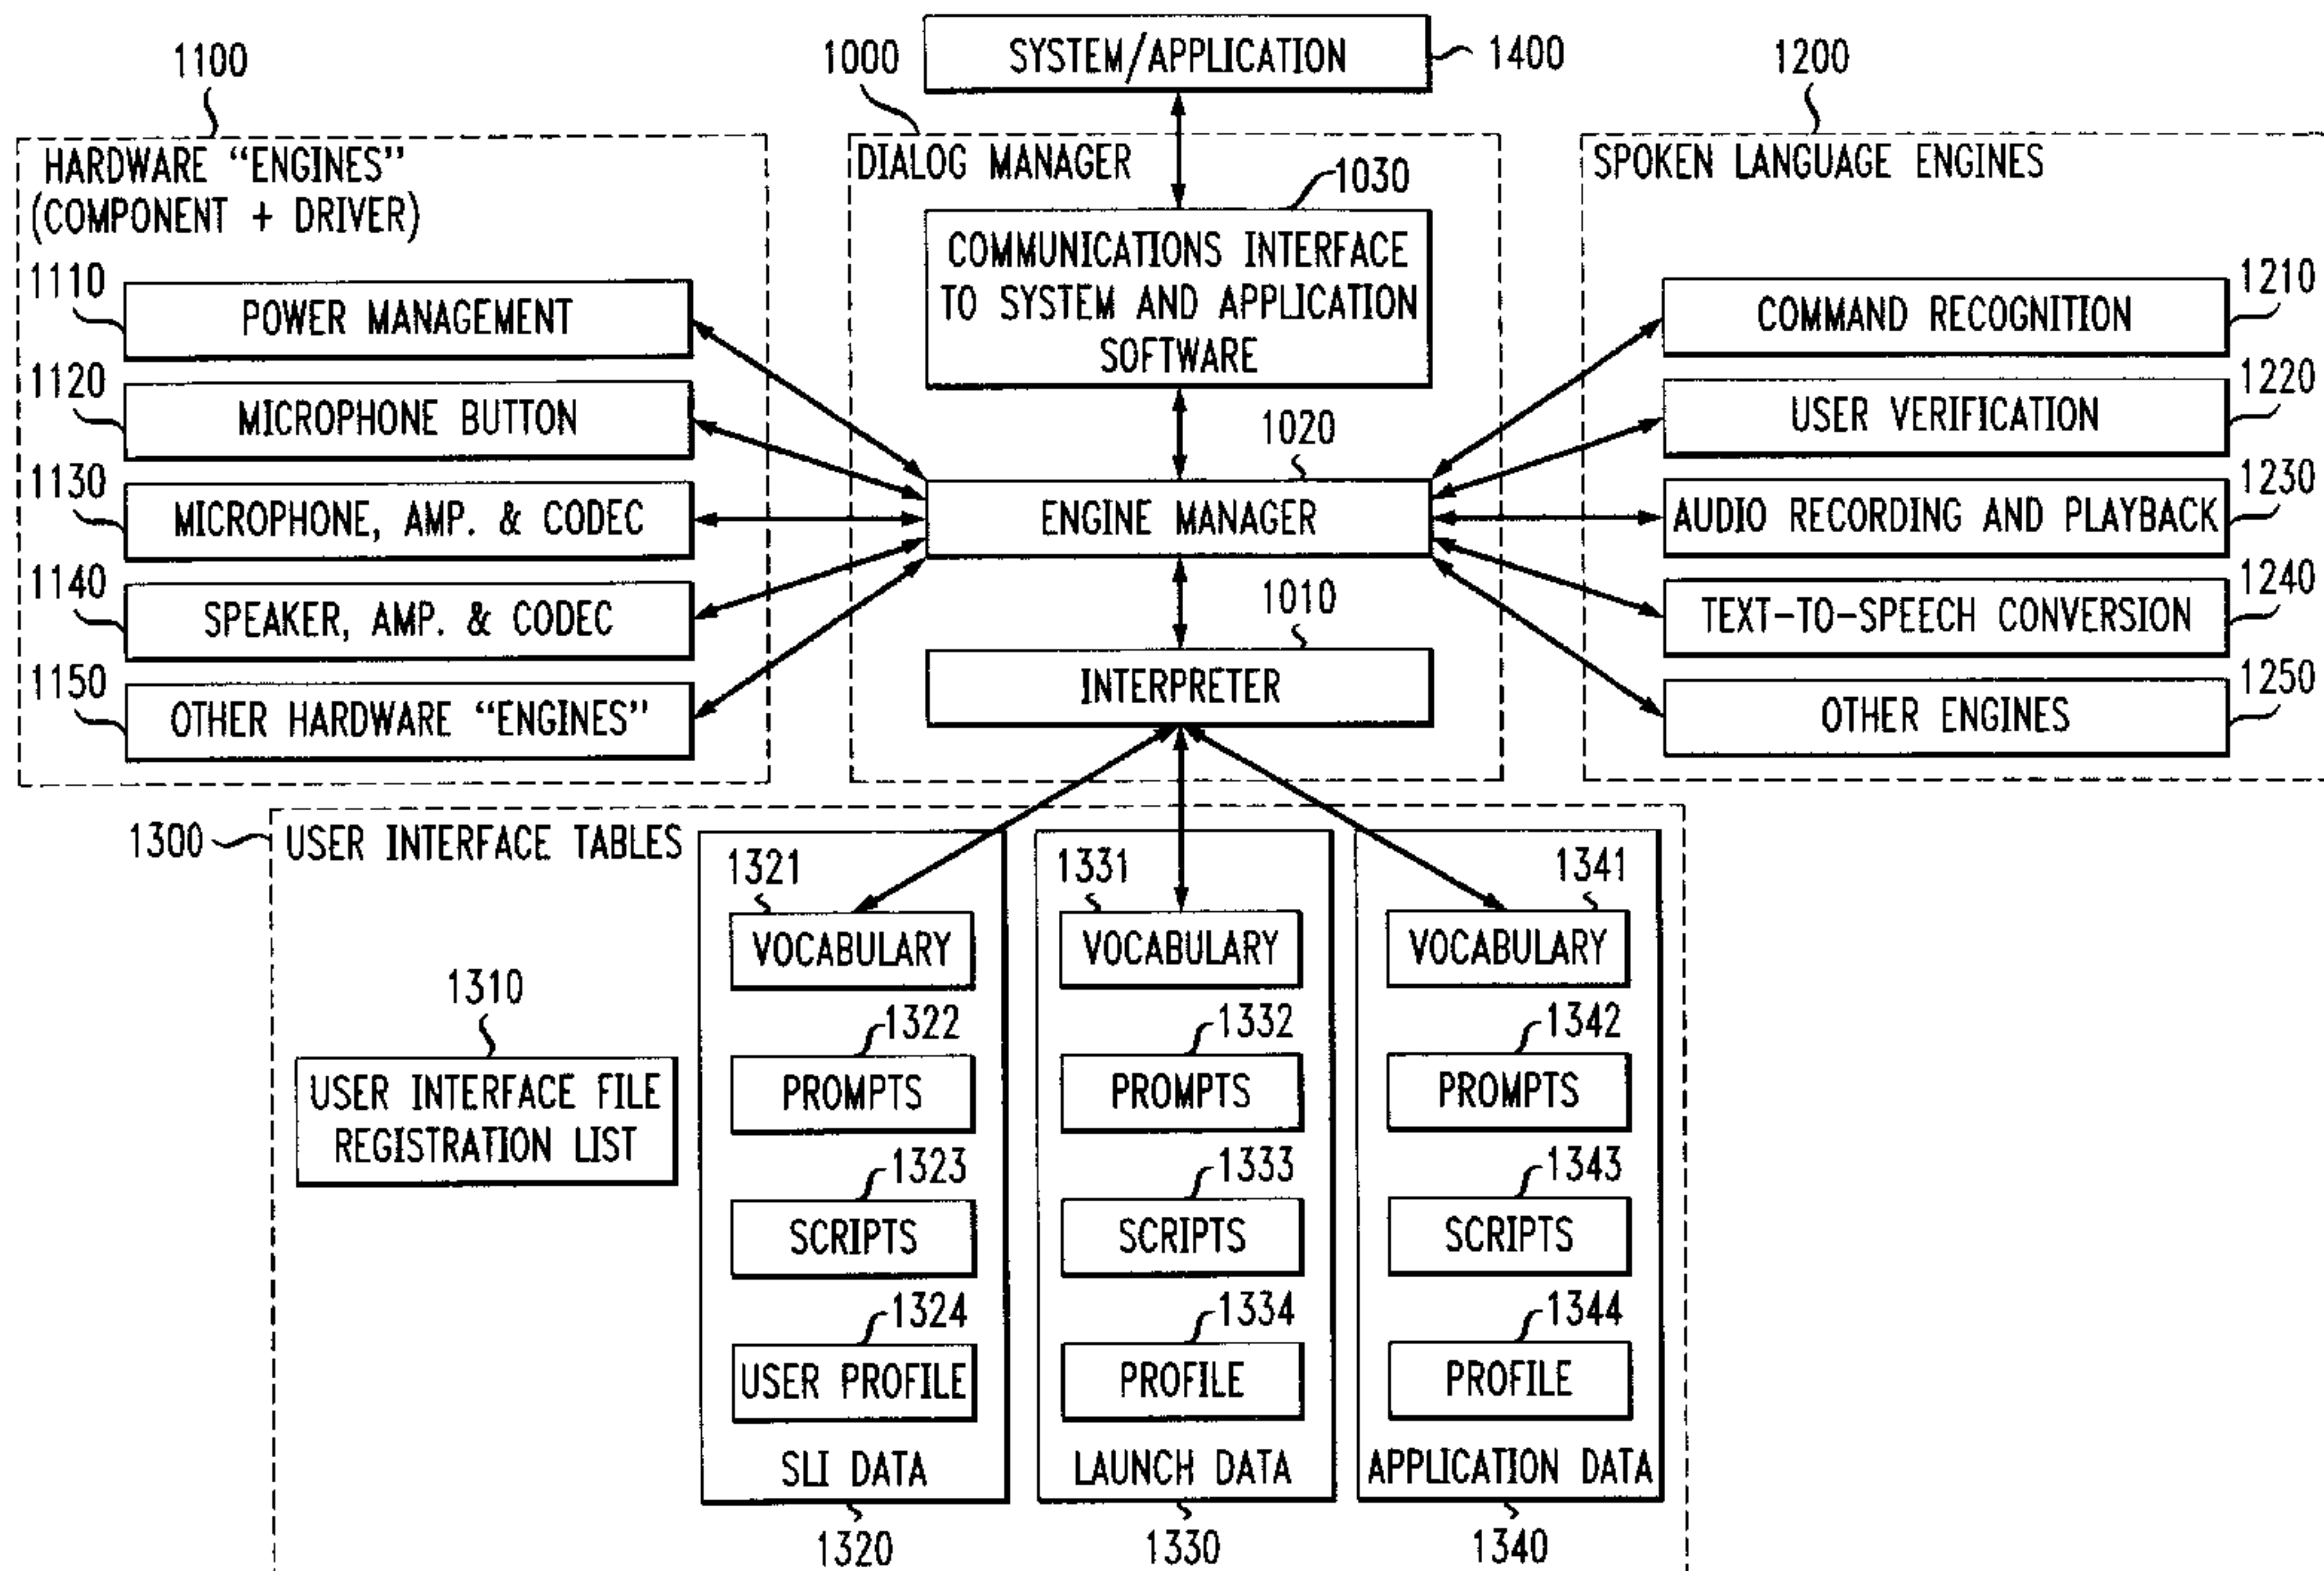 SYSTEM/APPLICATION
1400
1000
1100
HARDWARE "ENGINES"
(COMPONENT + DRIVER)
1110
POWER MANAGEMENT
1120
MICROPHONE BUTTON
1130
MICROPHONE, AMP. & CODEC
1140
SPEAKER, AMP. & CODEC
1150
OTHER HARDWARE "ENGINES"
DIALOG MANAGER
1030
COMMUNICATIONS INTERFACE
TO SYSTEM AND APPLICATION
SOFTWARE
1020
ENGINE MANAGER
1010
INTERPRETER
1200
SPOKEN LANGUAGE ENGINES
1210
COMMAND RECOGNITION
1220
USER VERIFICATION
1230
AUDIO RECORDING AND PLAYBACK
1240
TEXT-TO-SPEECH CONVERSION
1250
OTHER ENGINES
1300
USER INTERFACE TABLES
1310
USER INTERFACE FILE
REGISTRATION LIST
1321
VOCABULARY
1322
PROMPTS
1323
SCRIPTS
1324
USER PROFILE
SLI DATA
1320
1331
VOCABULARY
1332
PROMPTS
1333
SCRIPTS
1334
PROFILE
LAUNCH DATA
1330
1341
VOCABULARY
1342
PROMPTS
1343
SCRIPTS
1344
PROFILE
APPLICATION DATA
1340